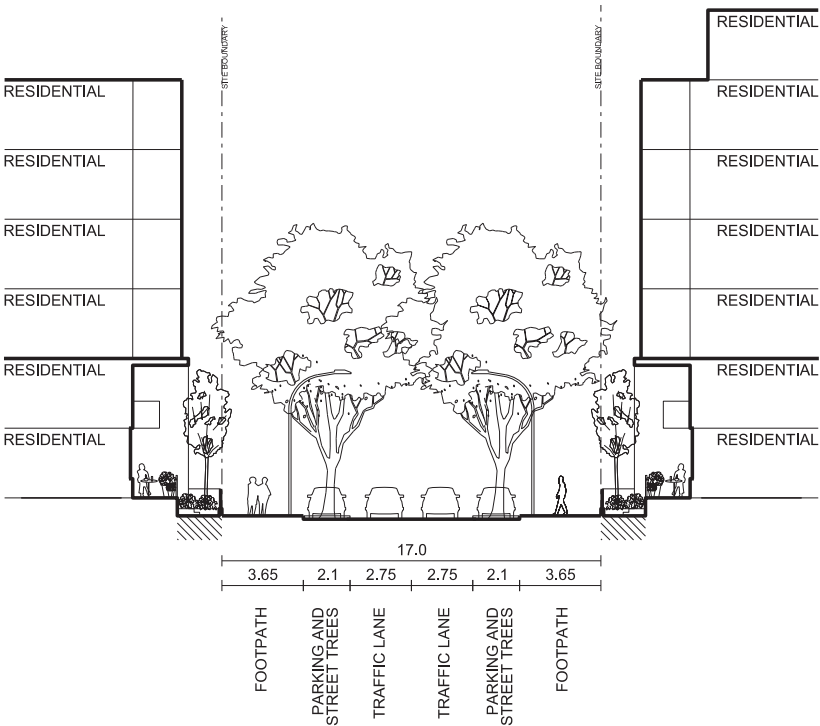 RESIDENTIAL
SITE BOUNDARY
SITE BOUNDARY
RESIDENTIAL
RESIDENTIAL
RESIDENTIAL
RESIDENTIAL
RESIDENTIAL
RESIDENTIAL
RESIDENTIAL
RESIDENTIAL
RESIDENTIAL
RESIDENTIAL
RESIDENTIAL
RESIDENTIAL
17.0
3.65 2.1 2.75 2.75 2.1 3.65
FOOTPATH
PARKING AND
STREET TREES
TRAFFIC LANE
TRAFFIC LANE
PARKING AND
STREET TREES
FOOTPATH